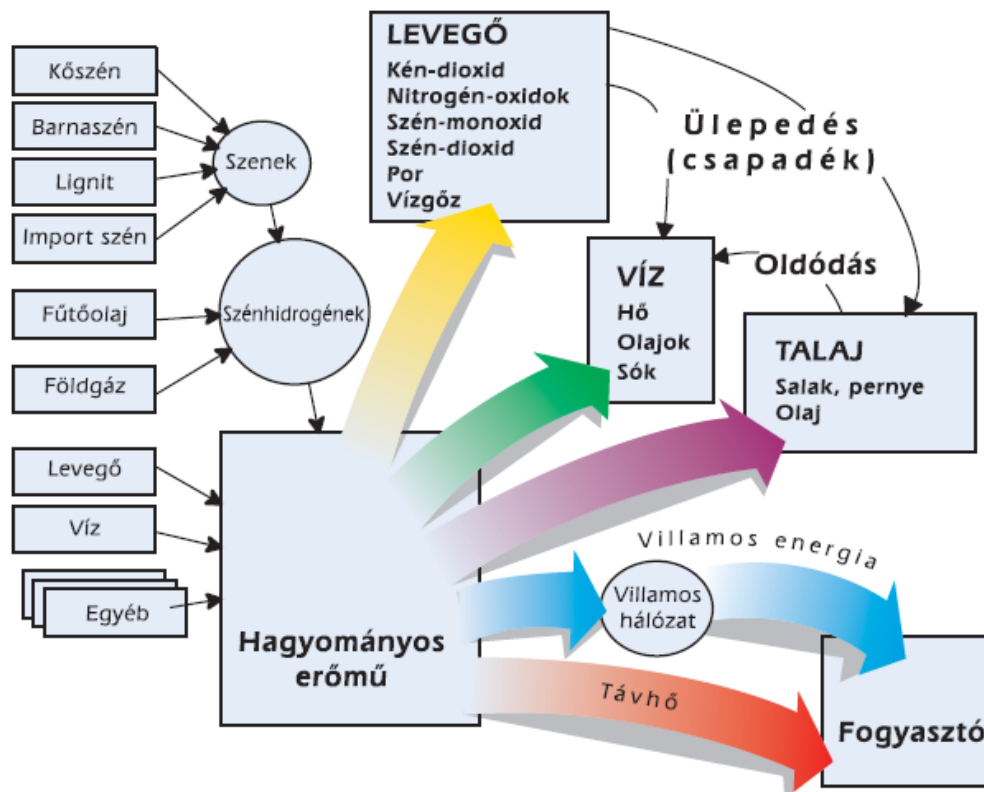 Kőszén
Barnaszén
Lignit
Import szén
Szenek
Fűtőolaj
Földgáz
Szénhidrogének
Levegő
Víz
Egyéb
Hagyományos
erőmű
LEVEGŐ
Kén-dioxid
Nitrogén-oxidok
Szén-monoxid
Szén-dioxid
Por
Vízgőz
Ülepedés
(csapadék)
VÍZ
Hő
Olajok
Sók
Oldódás
TALAJ
Salak, pernye
Olaj
Villamos energia
Villamos
hálózat
Távhő
Fogyasztó